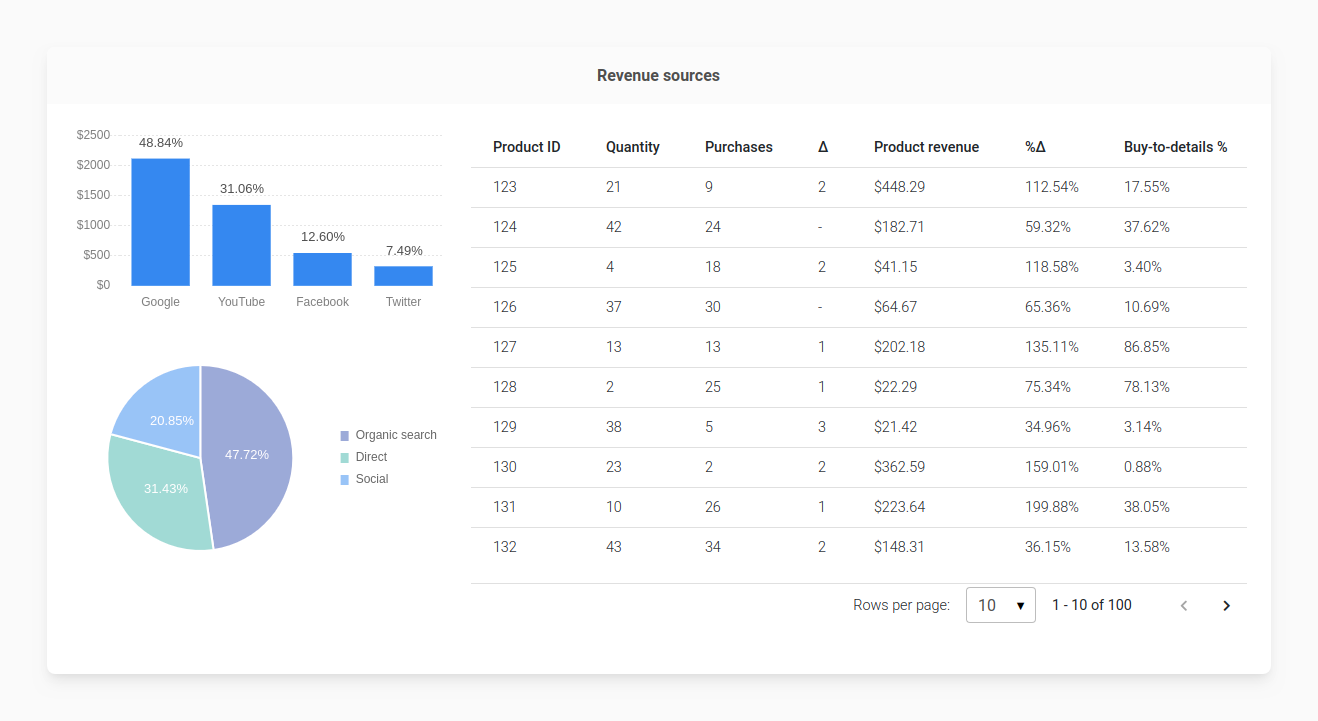 Revenue sources
$2500
$2000
$1500
$1000
$500
$0
48.84%
31.06%
12.60%
7.49%
Google YouTube Facebook Twitter
20.85%
47.72%
31.43%
Organic search
Direct
Social
Product ID Quantity Purchases Δ Product revenue %Δ Buy-to-details %
123 21 9 2 $448.29 112.54% 17.55%
124 42 24 - $182.71 59.32% 37.62%
125 4 18 2 $41.15 118.58% 3.40%
126 37 30 - $64.67 65.36% 10.69%
127 13 13 1 $202.18 135.11% 86.85%
128 2 25 1 $22.29 75.34% 78.13%
129 38 5 3 $21.42 34.96% 3.14%
130 23 2 2 $362.59 159.01% 0.88%
131 10 26 1 $223.64 199.88% 38.05%
132 43 34 2 $148.31 36.15% 13.58%
Rows per page: 10 1 - 10 of 100